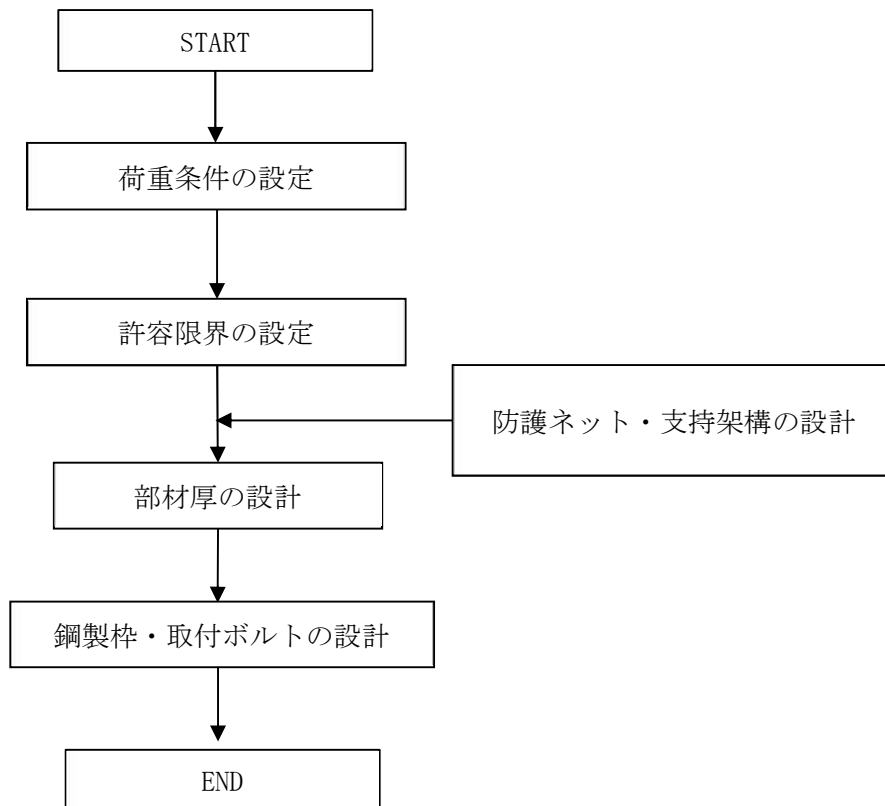 START
荷重条件の設定
許容限界の設定
防護ネット・支持架構の設計
部材厚の設計
鋼製枠・取付ボルトの設計
END